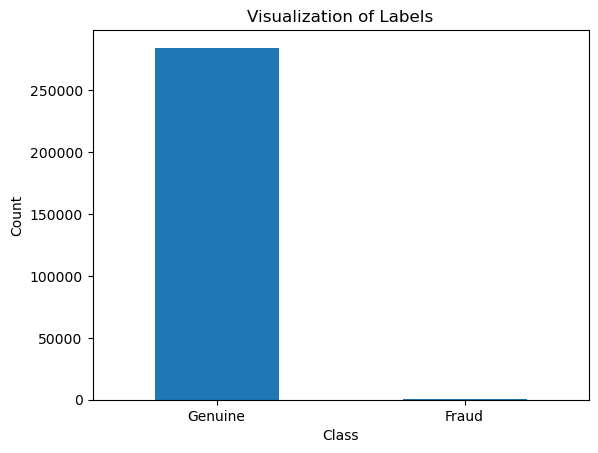 Visualization of Labels
250000
200000
150000
100000
50000
0
Count
Genuine
Fraud
Class